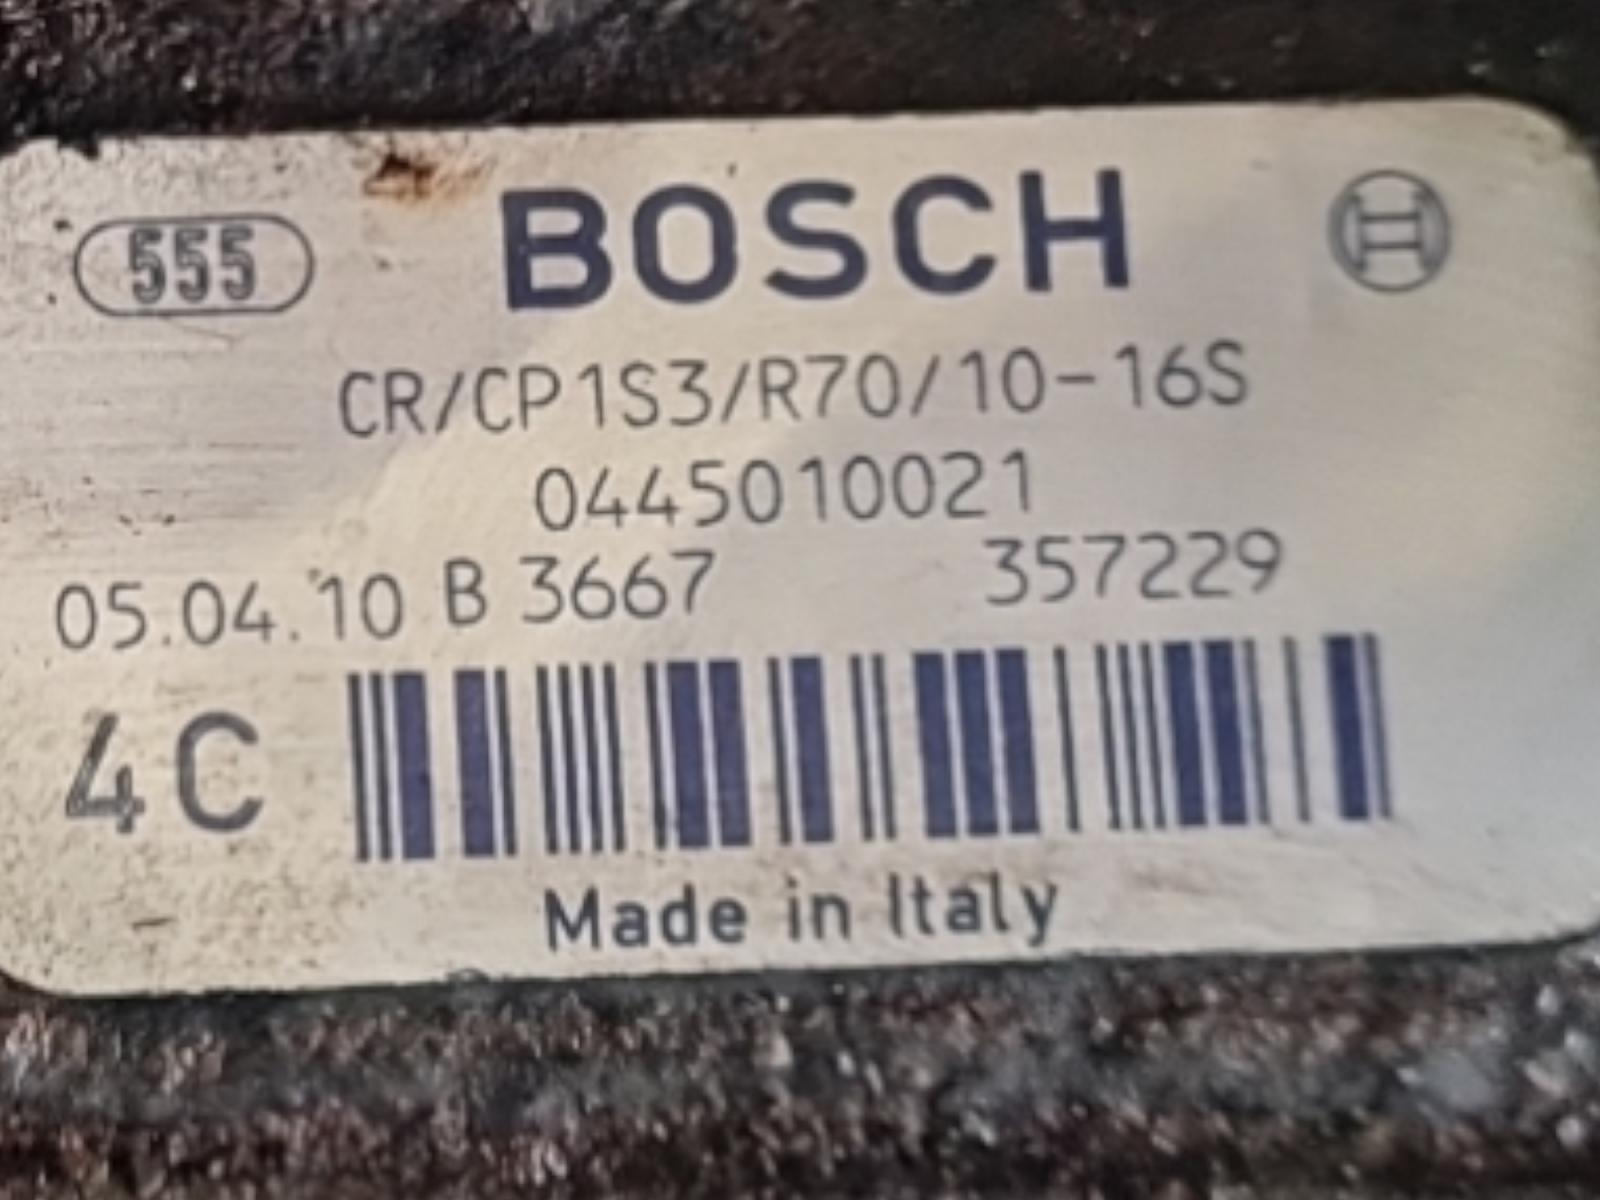 555 BOSCH
CR/CP1S3/R70/10-16S
0445010021
05.04.10 B 3667 357229
4C
Made in Italy